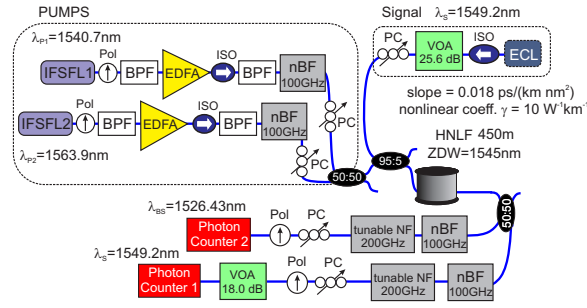 PUMPS
λP1=1540.7nm
Pol
ISO
nBF
100GHz
IFSFL1
BPF
EDFA
BPF
PC
Pol
ISO
nBF
100GHz
IFSFL2
BPF
EDFA
BPF
PC
λP2=1563.9nm
50:50
Signal λS=1549.2nm
PC
VOA
25.6 dB
ISO
ECL
slope = 0.018 ps/(km nm²)
nonlinear coeff. γ = 10 W⁻¹km⁻¹
95:5
HNLF 450m
ZDW=1545nm
50:50
λBS=1526.43nm
Photon
Counter 2
Pol
PC
tunable NF
200GHz
nBF
100GHz
λS=1549.2nm
Photon
Counter 1
VOA
18.0 dB
Pol
PC
tunable NF
200GHz
nBF
100GHz